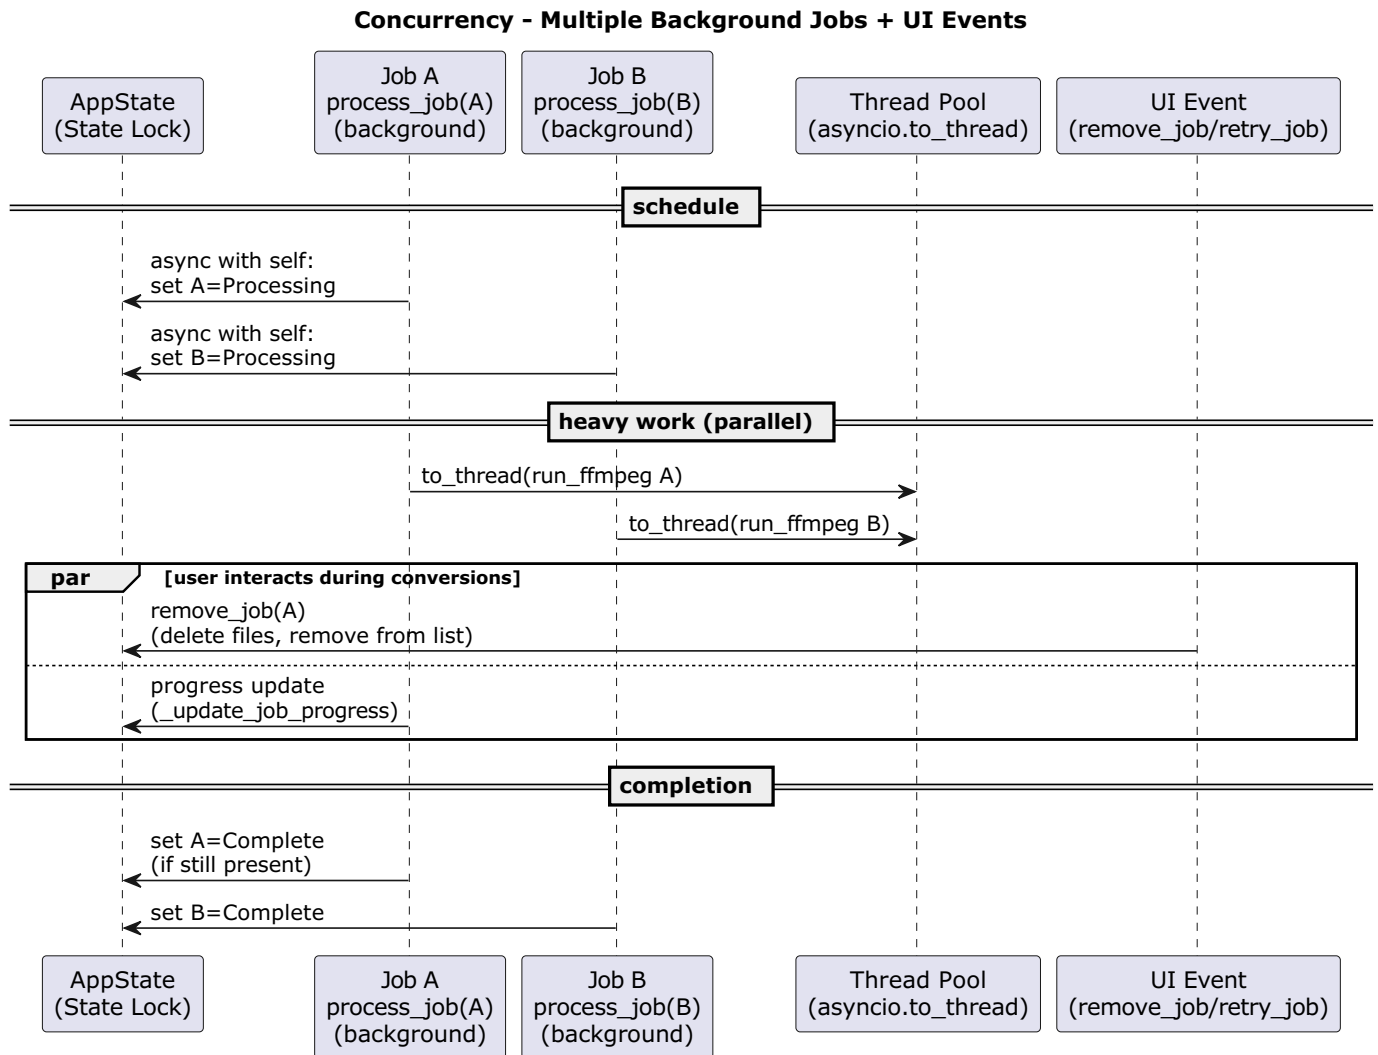 Concurrency - Multiple Background Jobs + UI Events
AppState
(State Lock)
Job A
process_job(A)
(background)
Job B
process_job(B)
(background)
Thread Pool
(asyncio.to_thread)
UI Event
(remove_job/retry_job)
schedule
async with self:
set A=Processing
async with self:
set B=Processing
heavy work (parallel)
to_thread(run_ffmpeg A)
to_thread(run_ffmpeg B)
par
[user interacts during conversions]
remove_job(A)
(delete files, remove from list)
progress update
(_update_job_progress)
completion
set A=Complete
(if still present)
set B=Complete
AppState
(State Lock)
Job A
process_job(A)
(background)
Job B
process_job(B)
(background)
Thread Pool
(asyncio.to_thread)
UI Event
(remove_job/retry_job)